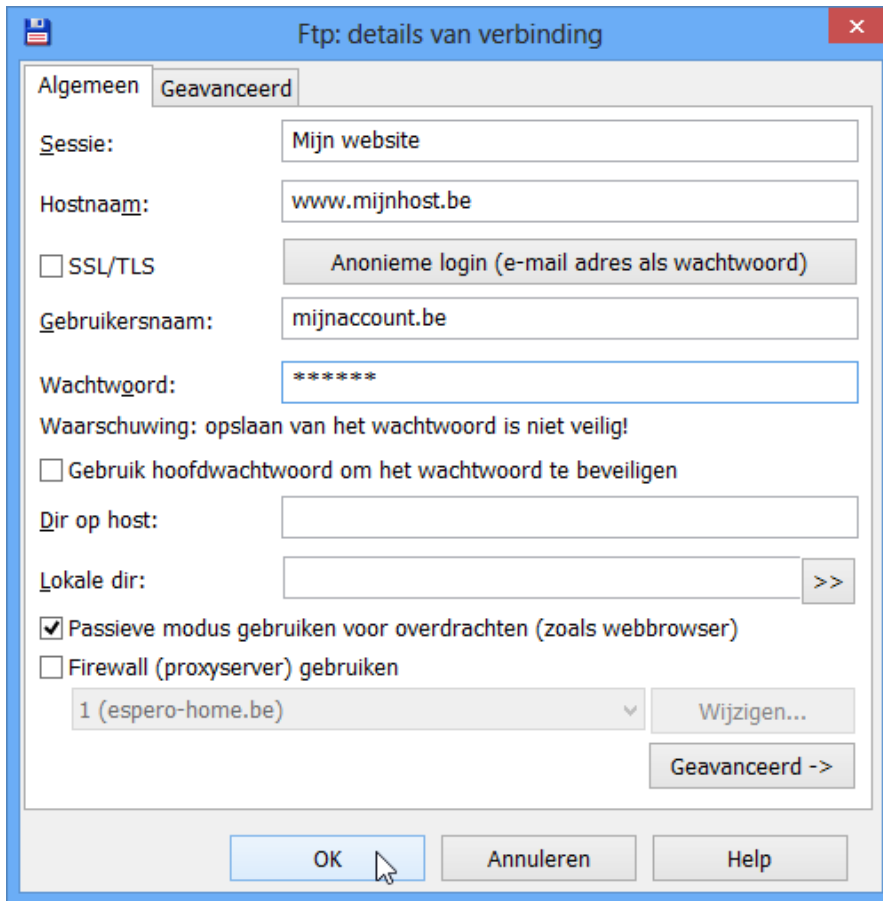 Ftp: details van verbinding
Algemeen Geavanceerd
Sessie: Mijn website
Hostnaam: www.mijnhost.be
SSL/TLS Anonieme login (e-mail adres als wachtwoord)
Gebruikersnaam: mijnaccount.be
Wachtwoord: ******
Waarschuwing: opslaan van het wachtwoord is niet veilig!
Gebruik hoofdwachtwoord om het wachtwoord te beveiligen
Dir op host:
Lokale dir: >>
Passieve modus gebruiken voor overdrachten (zoals webbrowser)
Firewall (proxyserver) gebruiken
1 (espero-home.be) Wijzigen...
Geavanceerd ->
OK Annuleren Help